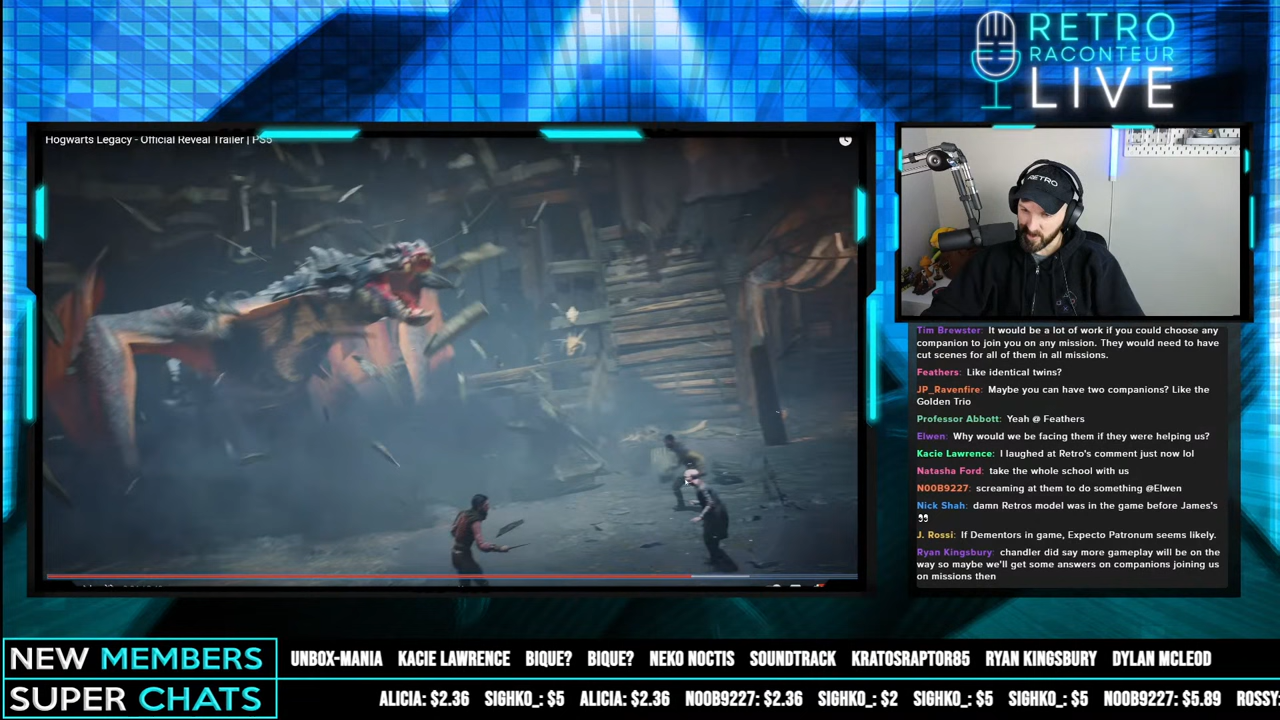 RETRO
RACONTEUR
LIVE
Hogwarts Legacy - Official Reveal Trailer | PS5
RETRO
Tim Brewster: It would be a lot of work if you could choose any
companion to join you on any mission. They would need to have
cut scenes for all of them in all missions.
Feathers: Like identical twins?
JP_Ravenfire: Maybe you can have two companions? Like the
Golden Trio
Professor Abbott: Yeah @ Feathers
Elwen: Why would we be facing them if they were helping us?
Kacie Lawrence: I laughed at Retro's comment just now lol
Natasha Ford: take the whole school with us
N00B9227: screaming at them to do something @Elwen
Nick Shah: damn Retros model was in the game before James's
👀
J. Rossi: If Dementors in game, Expecto Patronum seems likely.
Ryan Kingsbury: chandler did say more gameplay will be on the
way so maybe we'll get some answers on companions joining us
on missions then
NEW MEMBERS UNBOX-MANIA KACIE LAWRENCE BIQUE? BIQUE? NEKO NOCTIS SOUNDTRACK KRATOSRAPTOR85 RYAN KINGSBURY DYLAN MCLEOD
SUPER CHATS ALICIA: $2.36 SIGHKO_: $5 ALICIA: $2.36 N00B9227: $2.36 SIGHKO_: $2 SIGHKO_: $5 SIGHKO_: $5 N00B9227: $5.89 ROSSY: